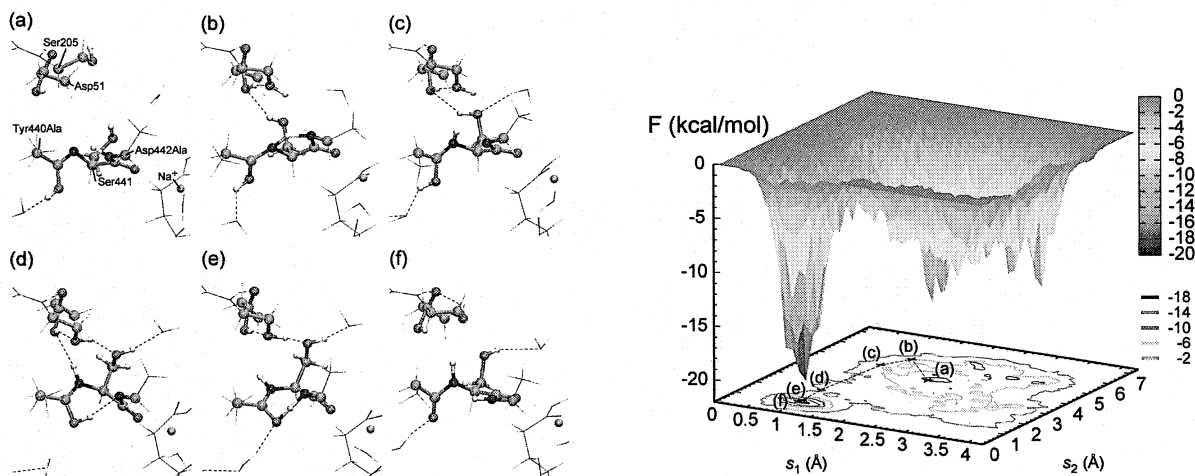 (a)
Ser205
Asp51
Tyr440Ala
Asp442Ala
Ser441
Na+
(b)
(c)
(d)
(e)
(f)
F (kcal/mol)
0
-5
-10
-15
-20
0
-2
-4
-6
-8
-10
-12
-14
-16
-18
-20
-18
-14
-10
-6
-2
(c)
(b)
(a)
(e)
(d)
(f)
0 0.5 1 1.5 2 2.5 3 3.5 4
s1 (Å)
0 1 2 3 4 5 6 7
s2 (Å)